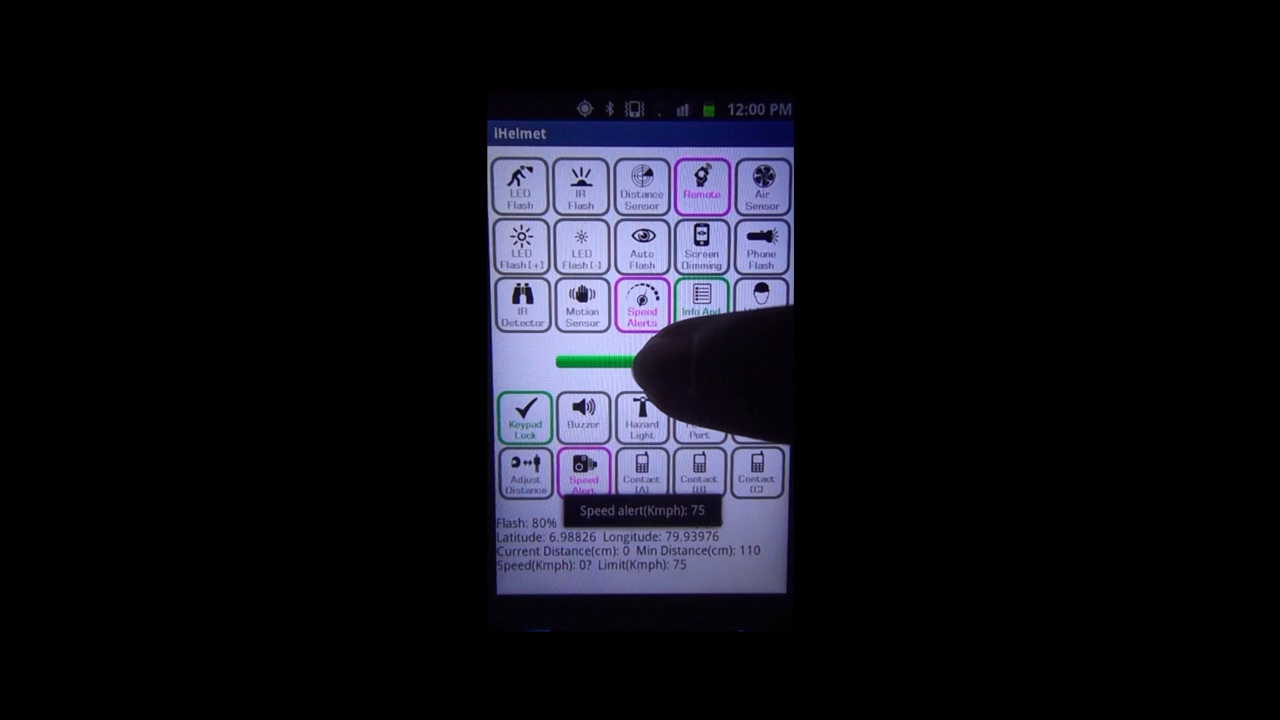 12:00 PM
iHelmet
LED Flash
IR Flash
Distance Sensor
Remote
Air Sensor
LED Flash [+]
LED Flash [-]
Auto Flash
Screen Dimming
Phone Flash
IR Detector
Motion Sensor
Speed Alerts
Info And
Keypad Lock
Buzzer
Hazard Light
Port
Adjust Distance
Speed Alert
Contact [A]
Contact [B]
Contact [C]
Speed alert(Kmph): 75
Flash: 80%
Latitude: 6.98826 Longitude: 79.93976
Current Distance(cm): 0 Min Distance(cm): 110
Speed(Kmph): 0? Limit(Kmph): 75